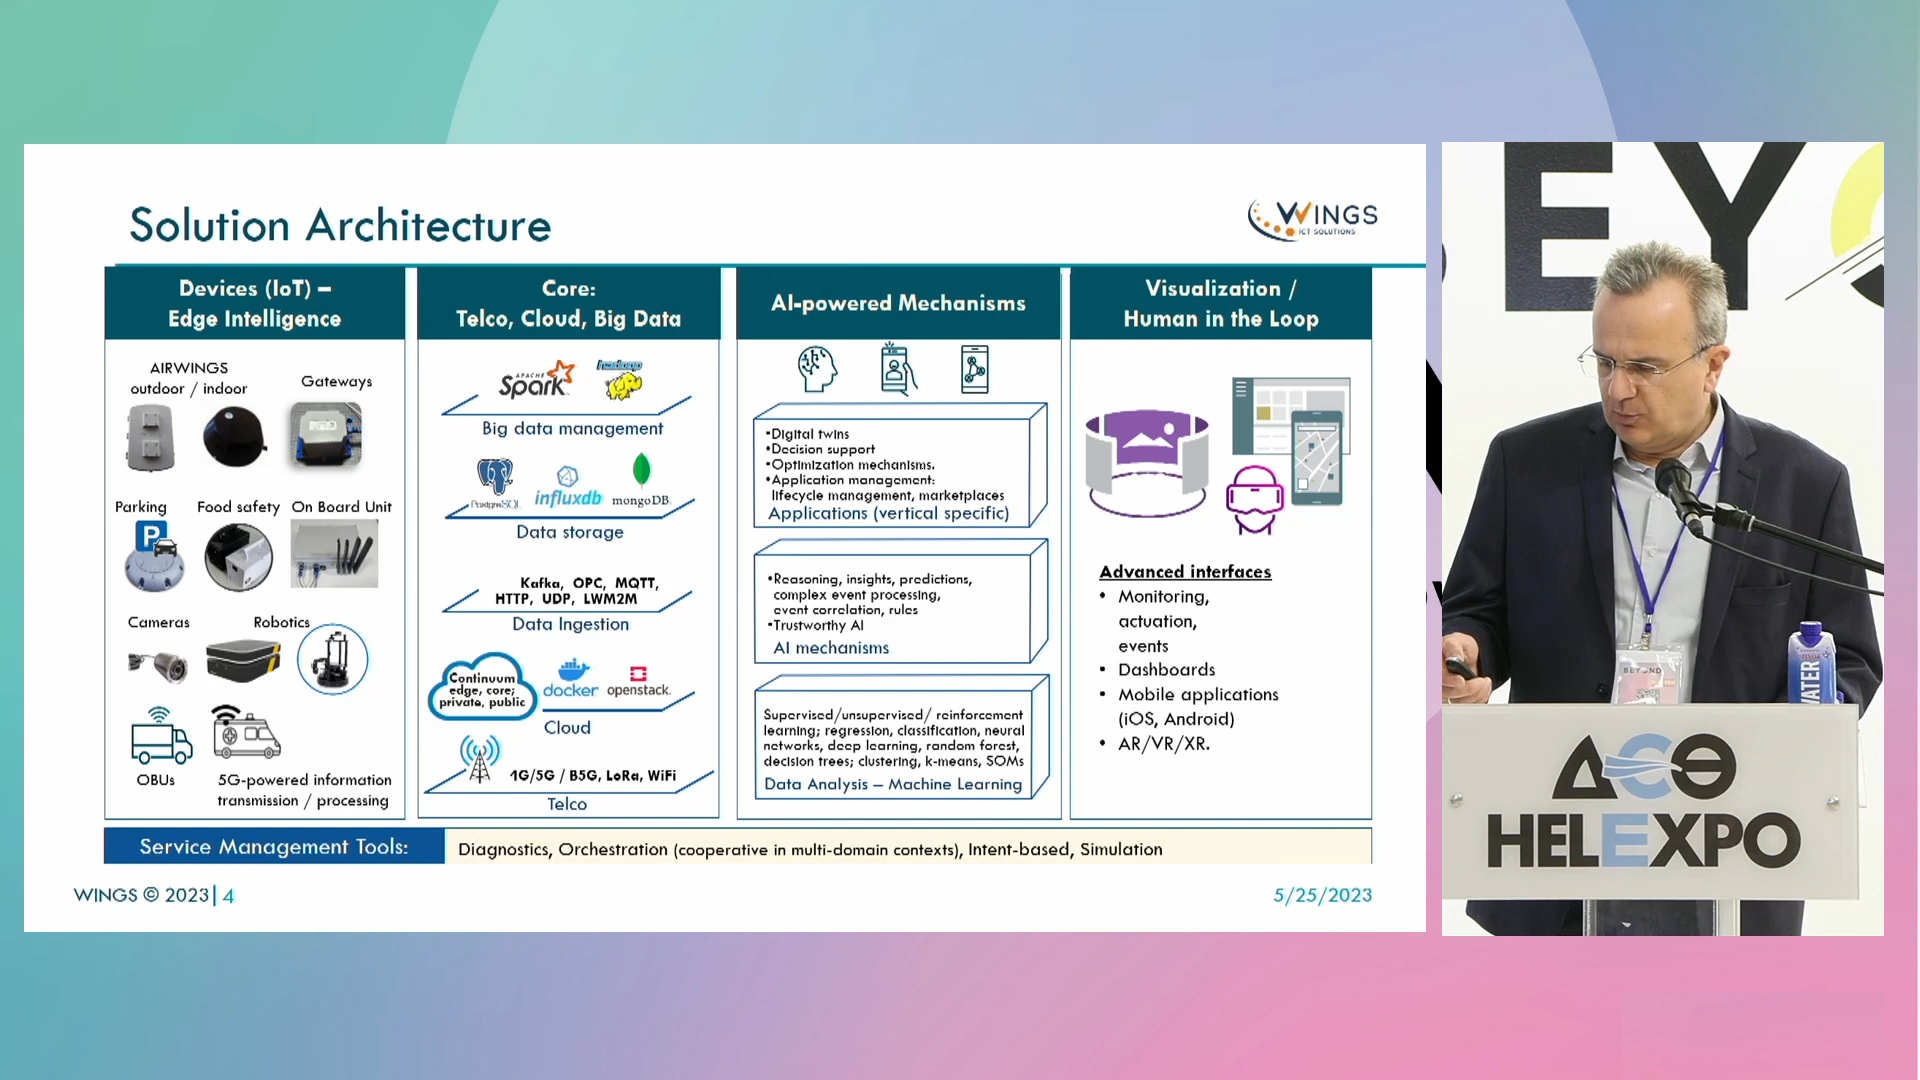 Solution Architecture
WINGS
ICT SOLUTIONS
Devices (IoT) –
Edge Intelligence
AIRWINGS
outdoor / indoor
Gateways
Parking
Food safety
On Board Unit
P
Cameras
Robotics
OBUs
5G-powered information
transmission / processing
Core:
Telco, Cloud, Big Data
APACHE
Spark
hadoop
Big data management
PostgreSQL
influxdb
mongoDB.
Data storage
Kafka, OPC, MQTT,
HTTP, UDP, LWM2M
Data Ingestion
Continuum
edge, core;
private, public
docker
openstack.
Cloud
4G/5G / B5G, LoRa, WiFi
Telco
AI-powered Mechanisms
•Digital twins
•Decision support
•Optimization mechanisms.
•Application management:
lifecycle management, marketplaces
Applications (vertical specific)
•Reasoning, insights, predictions,
complex event processing,
event correlation, rules
•Trustworthy AI
AI mechanisms
Supervised/unsupervised/ reinforcement
learning; regression, classification, neural
networks, deep learning, random forest,
decision trees; clustering, k-means, SOMs
Data Analysis – Machine Learning
Visualization /
Human in the Loop
Advanced interfaces
• Monitoring,
actuation,
events
• Dashboards
• Mobile applications
(iOS, Android)
• AR/VR/XR.
Service Management Tools:
Diagnostics, Orchestration (cooperative in multi-domain contexts), Intent-based, Simulation
WINGS © 2023| 4
5/25/2023
EY
BEYOND
WATER
ΔΕΘ
HELEXPO